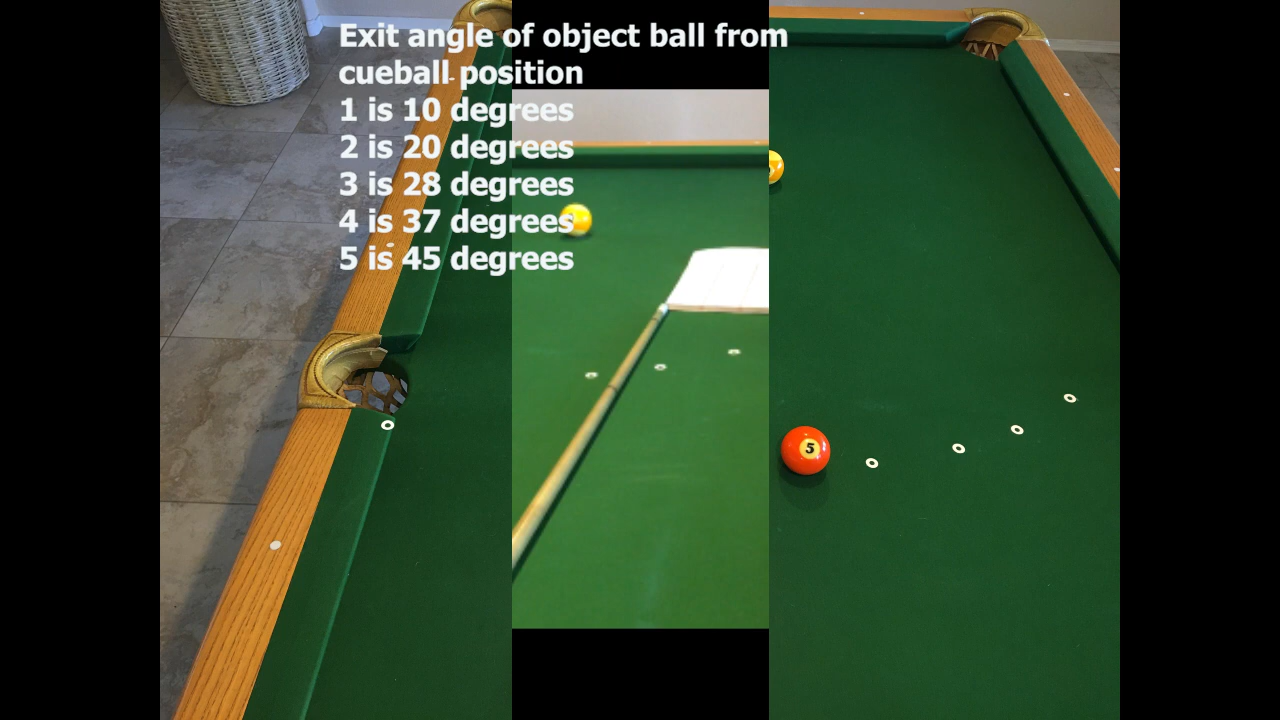 Exit angle of object ball from
cueball position
1 is 10 degrees
2 is 20 degrees
3 is 28 degrees
4 is 37 degrees
5 is 45 degrees
5